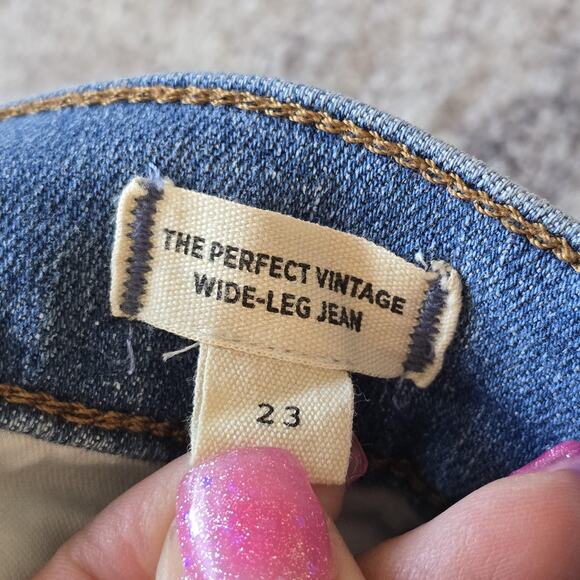 THE PERFECT VINTAGE
WIDE-LEG JEAN
23